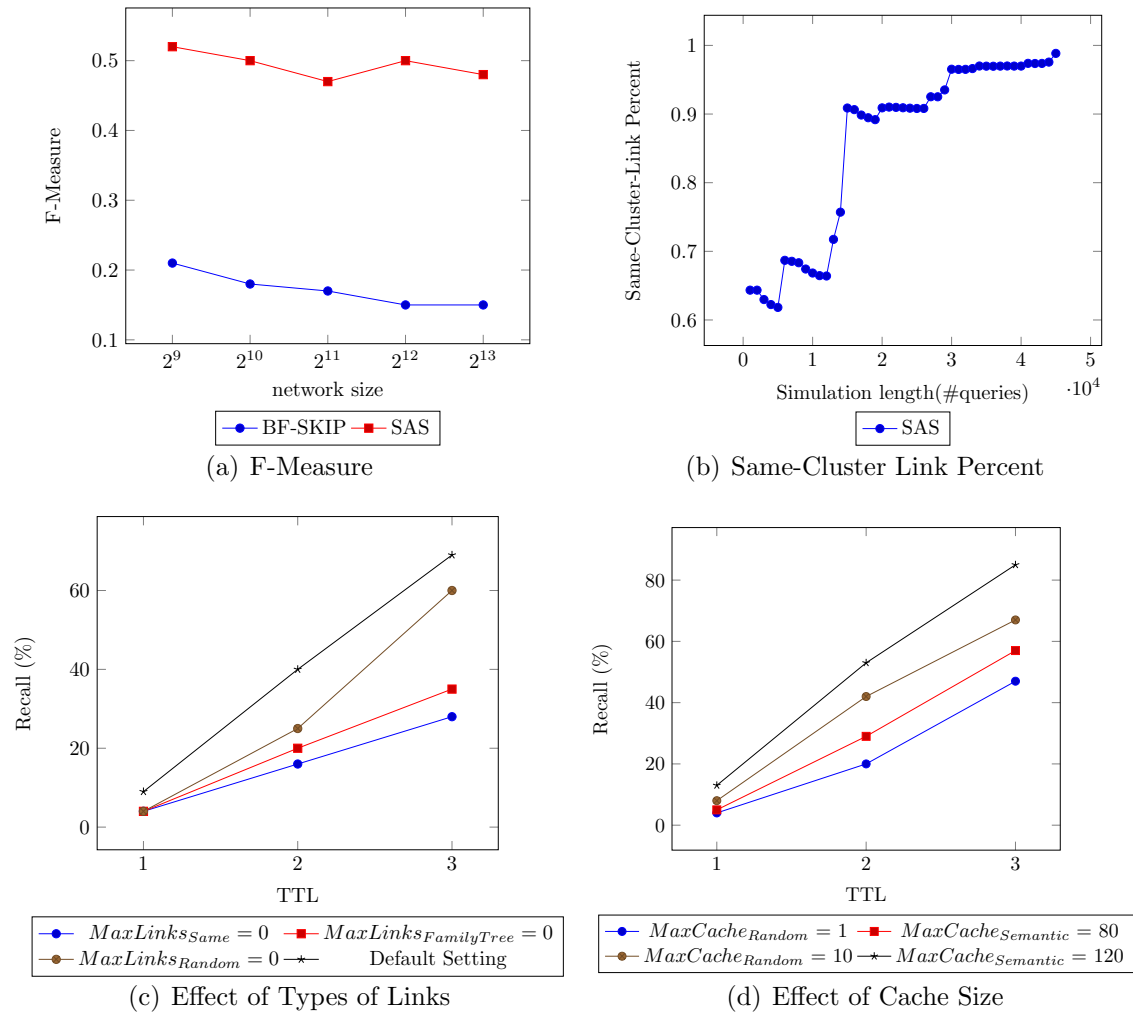 0.5
0.4
0.3
0.2
0.1
F-Measure
2^9 2^10 2^11 2^12 2^13
network size
BF-SKIP SAS
(a) F-Measure
1
0.9
0.8
0.7
0.6
Same-Cluster-Link Percent
0 1 2 3 4 5
·10^4
Simulation length(#queries)
SAS
(b) Same-Cluster Link Percent
60
40
20
0
Recall (%)
1 2 3
TTL
MaxLinks_Same = 0 MaxLinks_FamilyTree = 0
MaxLinks_Random = 0 Default Setting
(c) Effect of Types of Links
80
60
40
20
0
Recall (%)
1 2 3
TTL
MaxCache_Random = 1 MaxCache_Semantic = 80
MaxCache_Random = 10 MaxCache_Semantic = 120
(d) Effect of Cache Size